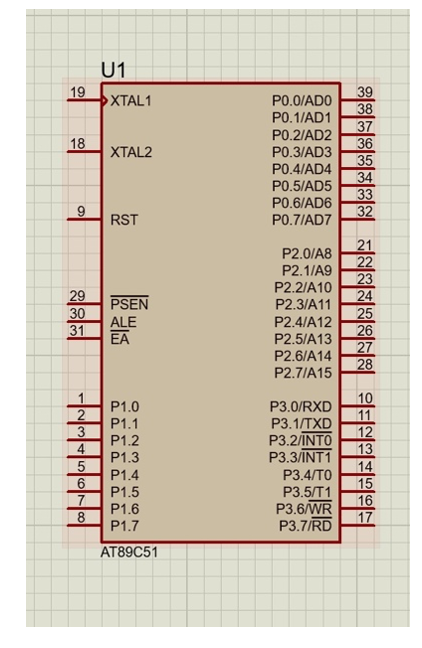 U1
19 XTAL1 P0.0/AD0 39
P0.1/AD1 38
P0.2/AD2 37
18 XTAL2 P0.3/AD3 36
P0.4/AD4 35
P0.5/AD5 34
P0.6/AD6 33
9 RST P0.7/AD7 32
P2.0/A8 21
P2.1/A9 22
P2.2/A10 23
29 PSEN P2.3/A11 24
30 ALE P2.4/A12 25
31 EA P2.5/A13 26
P2.6/A14 27
P2.7/A15 28
1 P1.0 P3.0/RXD 10
2 P1.1 P3.1/TXD 11
3 P1.2 P3.2/INT0 12
4 P1.3 P3.3/INT1 13
5 P1.4 P3.4/T0 14
6 P1.5 P3.5/T1 15
7 P1.6 P3.6/WR 16
8 P1.7 P3.7/RD 17
AT89C51